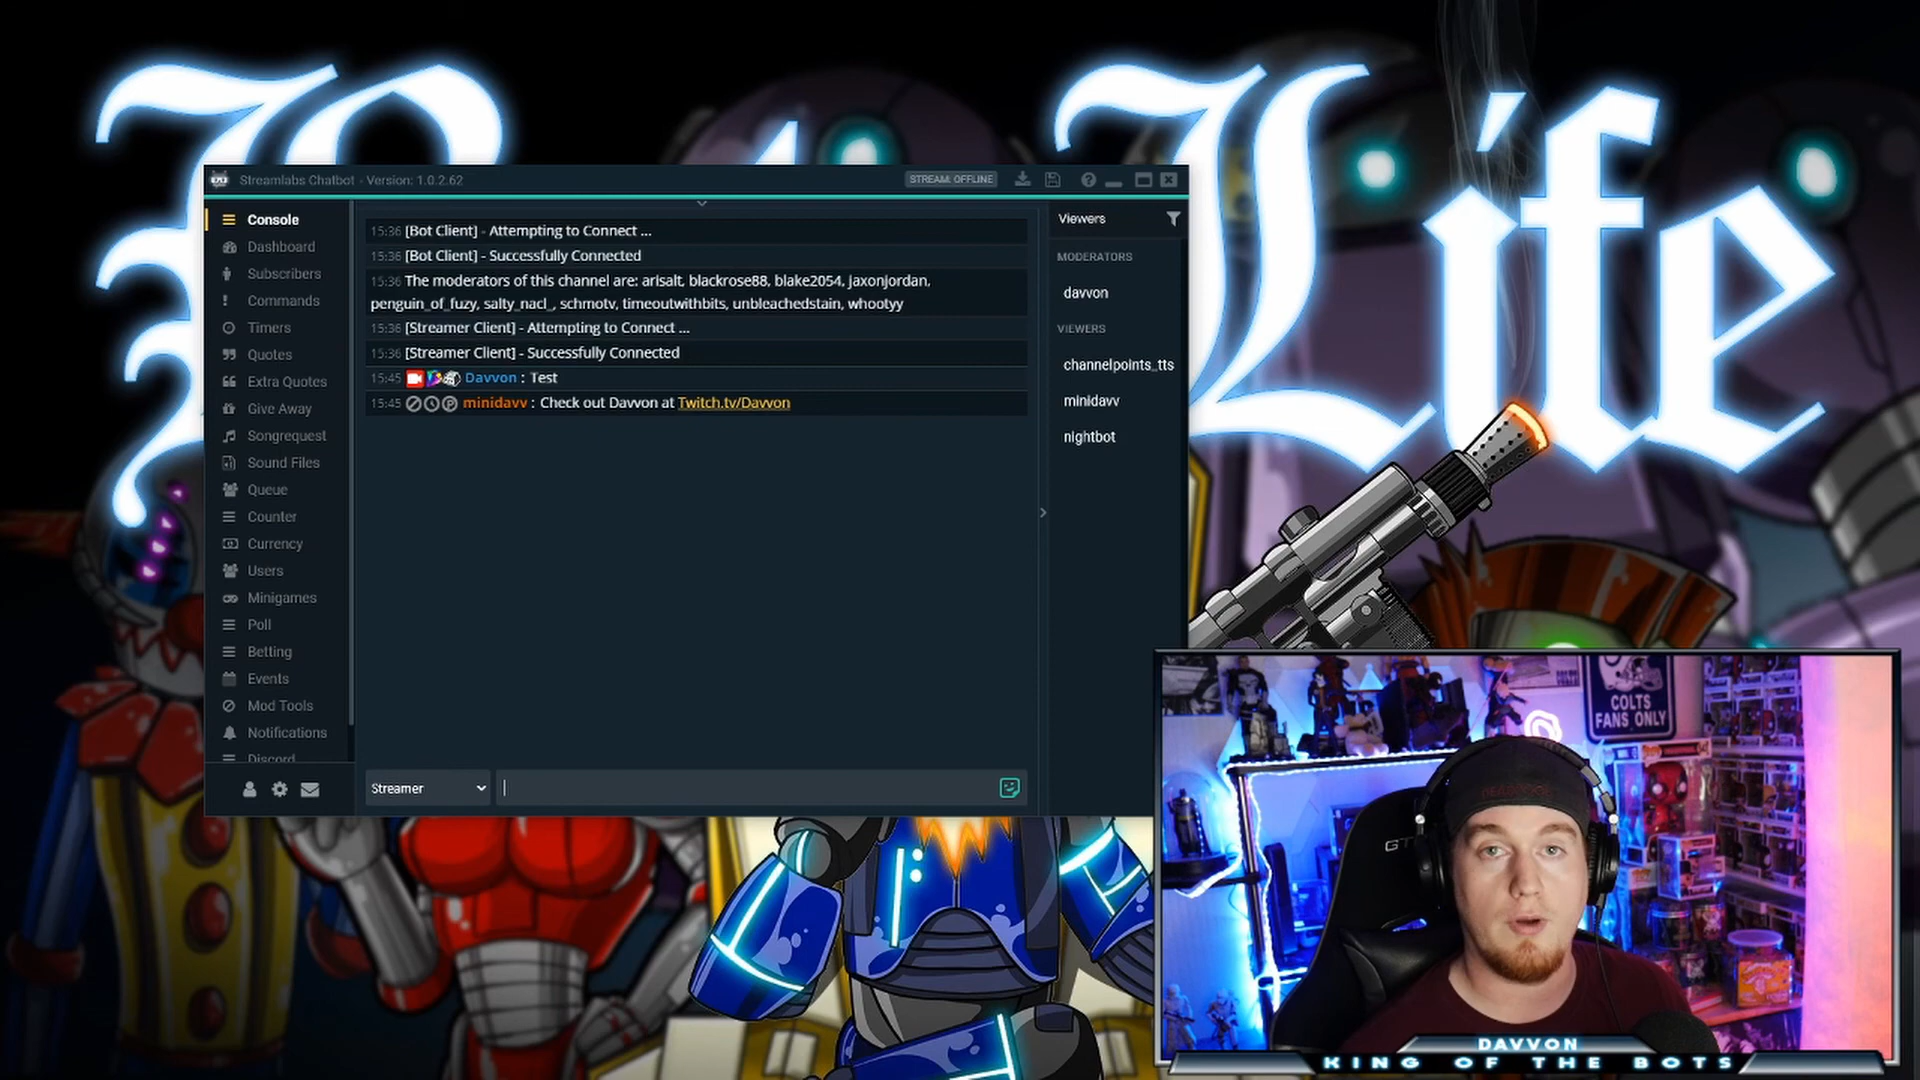 Life
Streamlabs Chatbot - Version: 1.0.2.62
STREAM: OFFLINE
Console
Dashboard
Subscribers
Commands
Timers
Quotes
Extra Quotes
Give Away
Songrequest
Sound Files
Queue
Counter
Currency
Users
Minigames
Poll
Betting
Events
Mod Tools
Notifications
Discord
15:36 [Bot Client] - Attempting to Connect ...
15:36 [Bot Client] - Successfully Connected
15:36 The moderators of this channel are: arisalt, blackrose88, blake2054, jaxonjordan,
penguin_of_fuzy, salty_nacl_, schmotv, timeoutwithbits, unbleachedstain, whootyy
15:36 [Streamer Client] - Attempting to Connect ...
15:36 [Streamer Client] - Successfully Connected
15:45 Davvon : Test
15:45 minidavv : Check out Davvon at Twitch.tv/Davvon
Streamer
Viewers
MODERATORS
davvon
VIEWERS
channelpoints_tts
minidavv
nightbot
COLTS
FANS ONLY
DEADPOOL
GT
DAVVON
KING OF THE BOTS